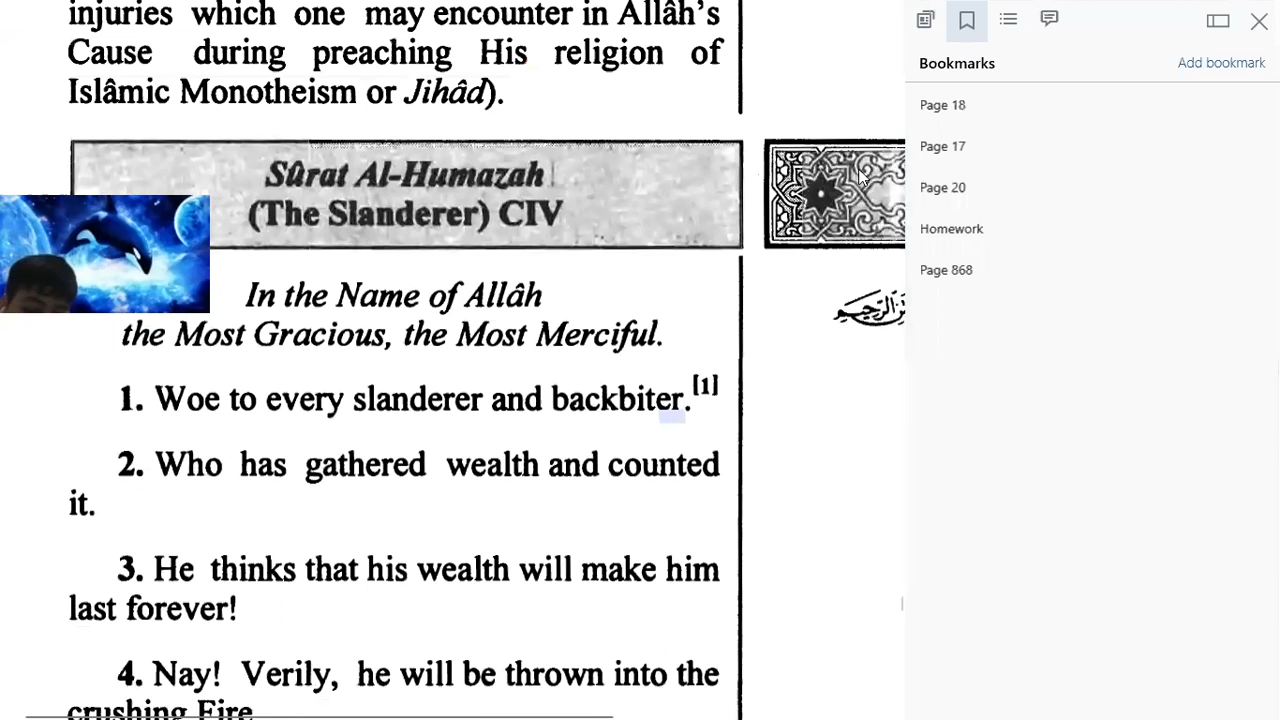 injuries which one may encounter in Allâh's
Cause during preaching His religion of
Islâmic Monotheism or Jihâd).
Sûrat Al-Humazah
(The Slanderer) CIV
In the Name of Allâh
the Most Gracious, the Most Merciful.
1. Woe to every slanderer and backbiter.[1]
2. Who has gathered wealth and counted
it.
3. He thinks that his wealth will make him
last forever!
4. Nay! Verily, he will be thrown into the
crushing Fire
Bookmarks
Add bookmark
Page 18
Page 17
Page 20
Homework
Page 868